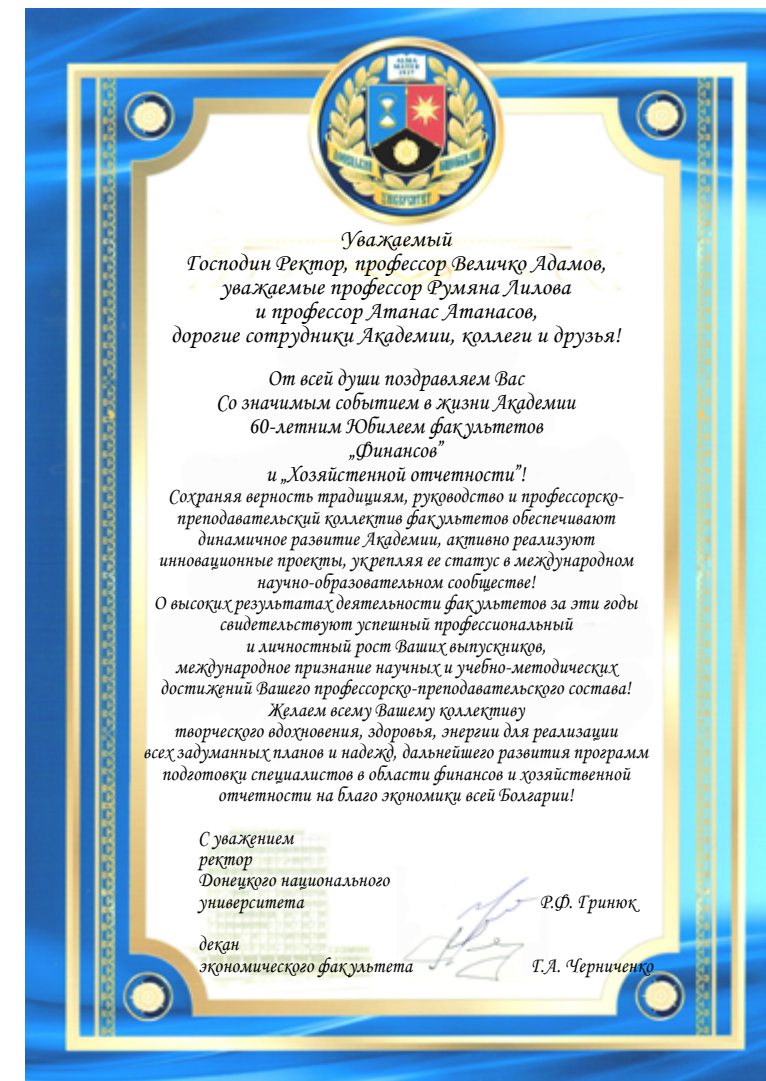 ALMA
MATER
1937
Уважаемый
Господин Ректор, профессор Величко Адамов,
уважаемые профессор Румяна Лилова
и профессор Атанас Атанасов,
дорогие сотрудники Академии, коллеги и друзья!
От всей души поздравляем Вас
Со значимым событием в жизни Академии
60-летним Юбилеем факультетов
„Финансов”
и „Хозяйстенной отчетности”!
Сохраняя верность традициям, руководство и профессорско-
преподавательский коллектив факультетов обеспечивают
динамичное развитие Академии, активно реализуют
инновационные проекты, укрепляя ее статус в международном
научно-образовательном сообществе!
О высоких результатах деятельности факультетов за эти годы
свидетельствуют успешный профессиональный
и личностный рост Ваших выпускников,
международное признание научных и учебно-методических
достижений Вашего профессорско-преподавательского состава!
Желаем всему Вашему коллективу
творческого вдохновения, здоровья, энергии для реализации
всех задуманных планов и надежд, дальнейшего развития программ
подготовки специалистов в области финансов и хозяйственной
отчетности на благо экономики всей Болгарии!
С уважением
ректор
Донецкого национального
университета Р.Ф. Гринюк
декан
экономического факультета Г.А. Черниченко